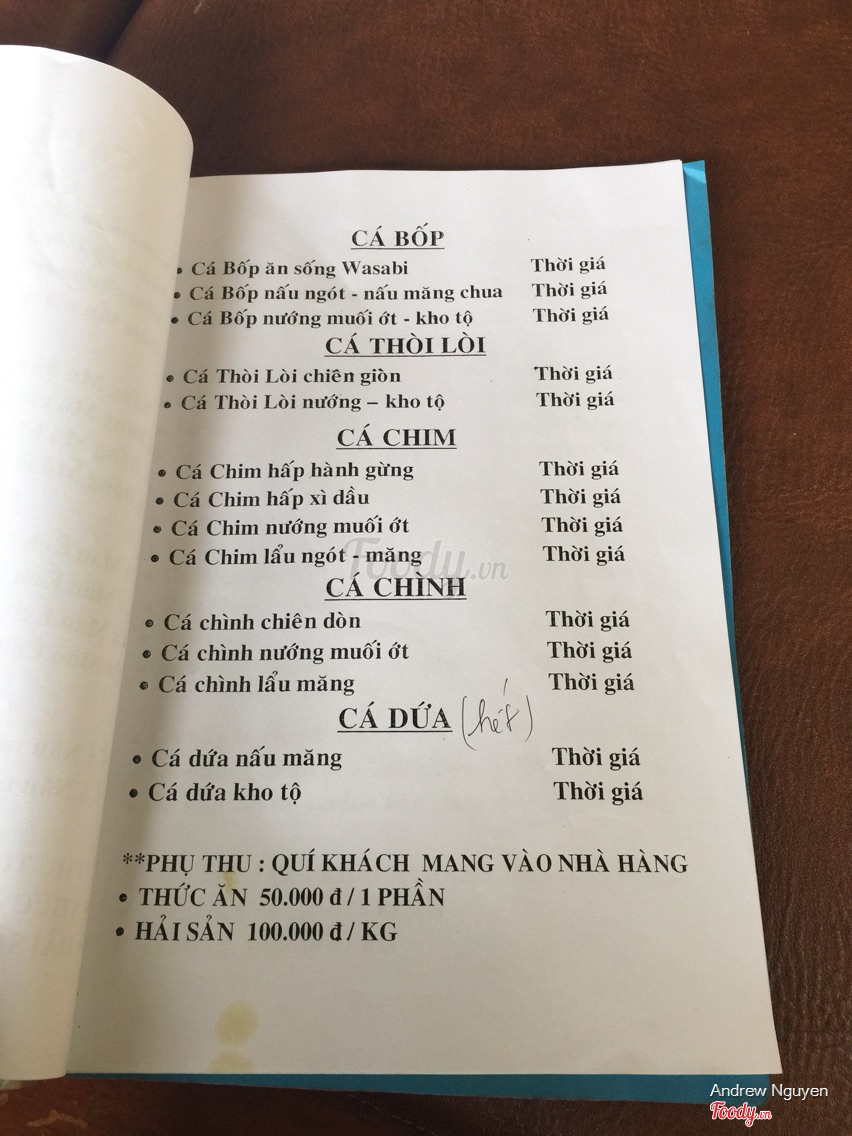 CÁ BỐP
• Cá Bốp ăn sống Wasabi Thời giá
• Cá Bốp nấu ngót - nấu măng chua Thời giá
• Cá Bốp nướng muối ớt - kho tộ Thời giá
CÁ THÒI LÒI
• Cá Thòi Lòi chiên giòn Thời giá
• Cá Thòi Lòi nướng – kho tộ Thời giá
CÁ CHIM
• Cá Chim hấp hành gừng Thời giá
• Cá Chim hấp xì dầu Thời giá
• Cá Chim nướng muối ớt Thời giá
• Cá Chim lẩu ngót - măng Thời giá
Foody.vn
CÁ CHÌNH
• Cá chình chiên dòn Thời giá
• Cá chình nướng muối ớt Thời giá
• Cá chình lẩu măng Thời giá
CÁ DỨA (hết)
• Cá dứa nấu măng Thời giá
• Cá dứa kho tộ Thời giá
**PHỤ THU : QUÍ KHÁCH MANG VÀO NHÀ HÀNG
• THỨC ĂN 50.000 đ / 1 PHẦN
• HẢI SẢN 100.000 đ / KG
Andrew Nguyen
Foody.vn